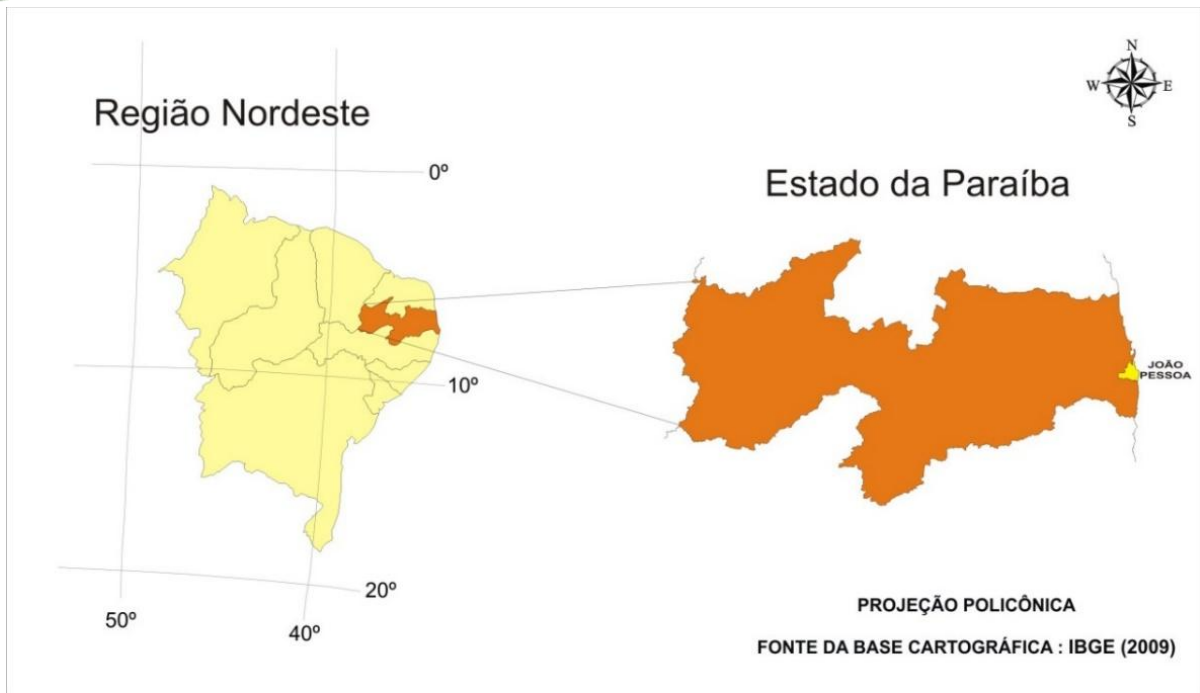 Região Nordeste
0º
10º
20º
50º
40º
N
W
E
S
Estado da Paraíba
JOÃO
PESSOA
PROJEÇÃO POLICÔNICA
FONTE DA BASE CARTOGRÁFICA : IBGE (2009)